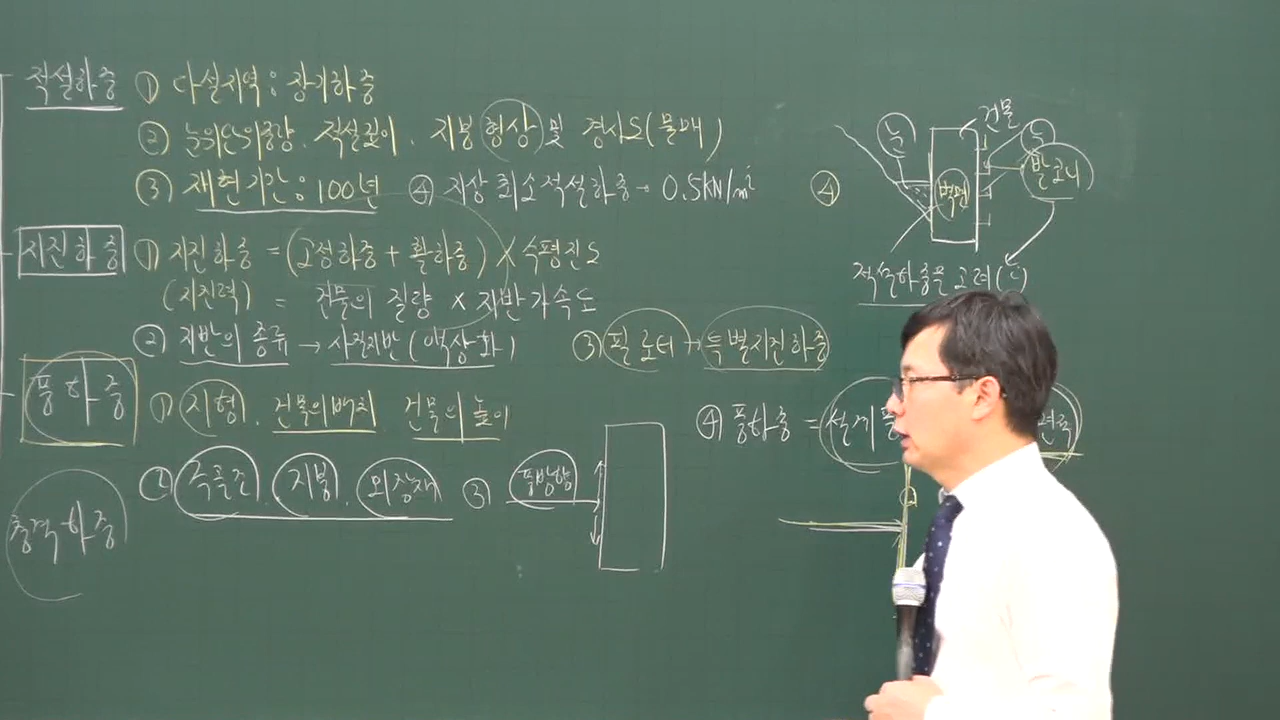 적설하중 ① 다설지역 : 장기하중
② 눈의 단위중량, 적설깊이, 지붕형상 및 경사도(물매)
③ 재현기간 : 100년 ④ 지상 최소적설하중 → 0.5kN/㎡
④ 눈 건물 눈 발코니 벽면
적설하중을 고려(
지진하중 ① 지진하중 = (고정하중 + 활하중) × 수평진도
(지진력) = 건물의 질량 × 지반가속도
② 지반의 종류 → 사질지반 (액상화) ③ 필로티 → 특별지진하중
풍하중 ① 지형, 건물의 배치 건물의 높이
④ 풍하중 = 설계풍
② 주골조, 지붕, 외장재 ③ 풍방향
충격하중